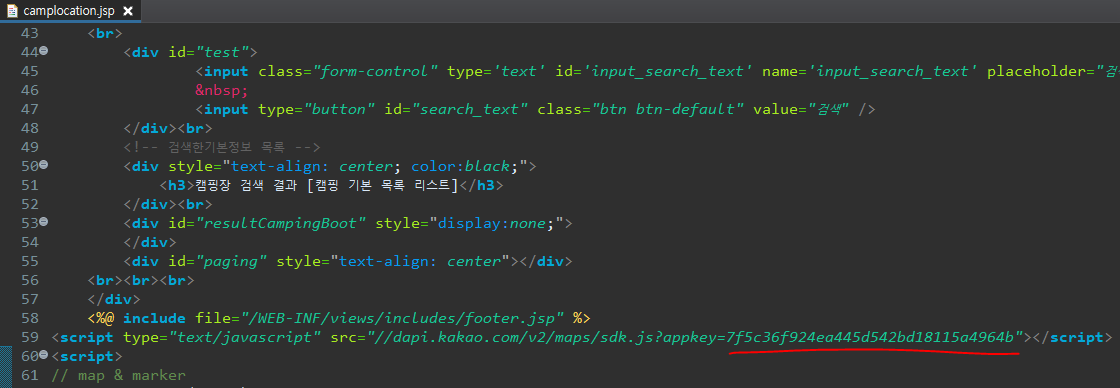 camplocation.jsp
43 <br>
44 <div id="test">
45 <input class="form-control" type='text' id='input_search_text' name='input_search_text' placeholder="검색
46 &nbsp;
47 <input type="button" id="search_text" class="btn btn-default" value="검색" />
48 </div><br>
49 <!-- 검색한기본정보 목록 -->
50 <div style="text-align: center; color:black;">
51 <h3>캠핑장 검색 결과 [캠핑 기본 목록 리스트]</h3>
52 </div><br>
53 <div id="resultCampingBoot" style="display:none;">
54 </div>
55 <div id="paging" style="text-align: center"></div>
56 <br><br><br>
57 </div>
58 <%@ include file="/WEB-INF/views/includes/footer.jsp" %>
59 <script type="text/javascript" src="//dapi.kakao.com/v2/maps/sdk.js?appkey=7f5c36f924ea445d542bd18115a4964b"></script>
60 <script>
61 // map & marker